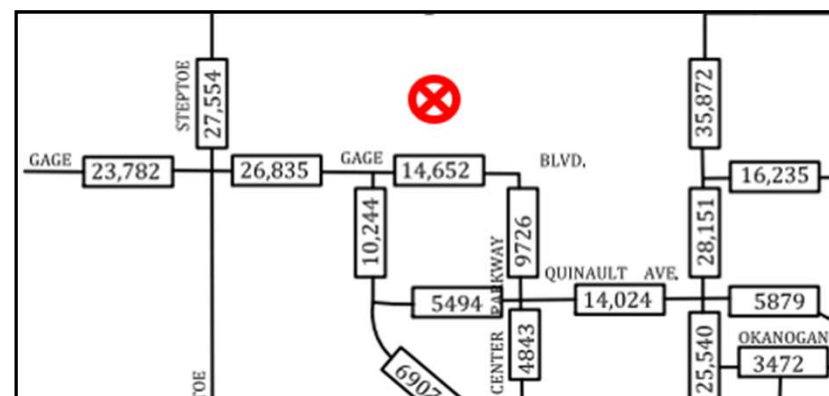 STEPTOE
27,554
35,872
GAGE
23,782
26,835
GAGE
14,652
BLVD.
16,235
10,244
9726
28,151
PARKWAY
QUINAULT AVE.
5494
14,024
5879
CENTER
4843
25,540
OKANOGAN
3472
TOE